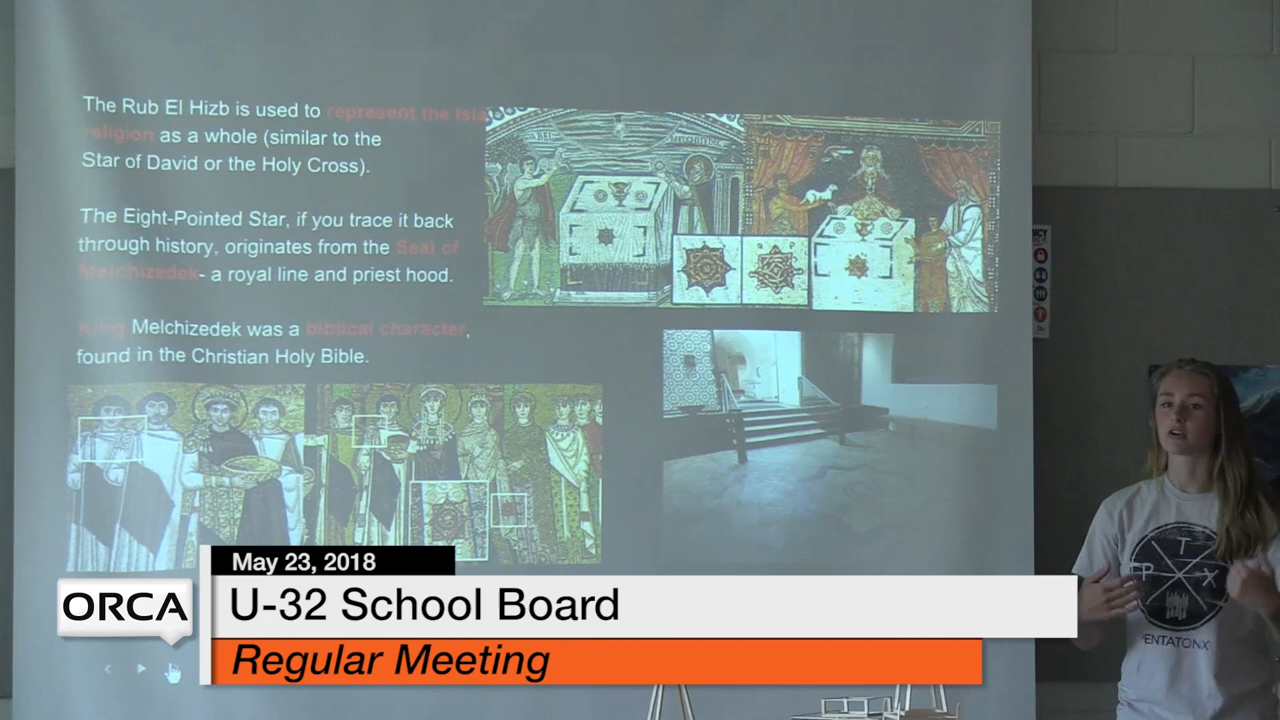 The Rub El Hizb is used to represent the Isla
religion as a whole (similar to the
Star of David or the Holy Cross).
The Eight-Pointed Star, if you trace it back
through history, originates from the Seal of
Melchizedek- a royal line and priest hood.
King Melchizedek was a biblical character,
found in the Christian Holy Bible.
NCY
May 23, 2018
ORCA
U-32 School Board
Regular Meeting
T
P X
PENTATONX